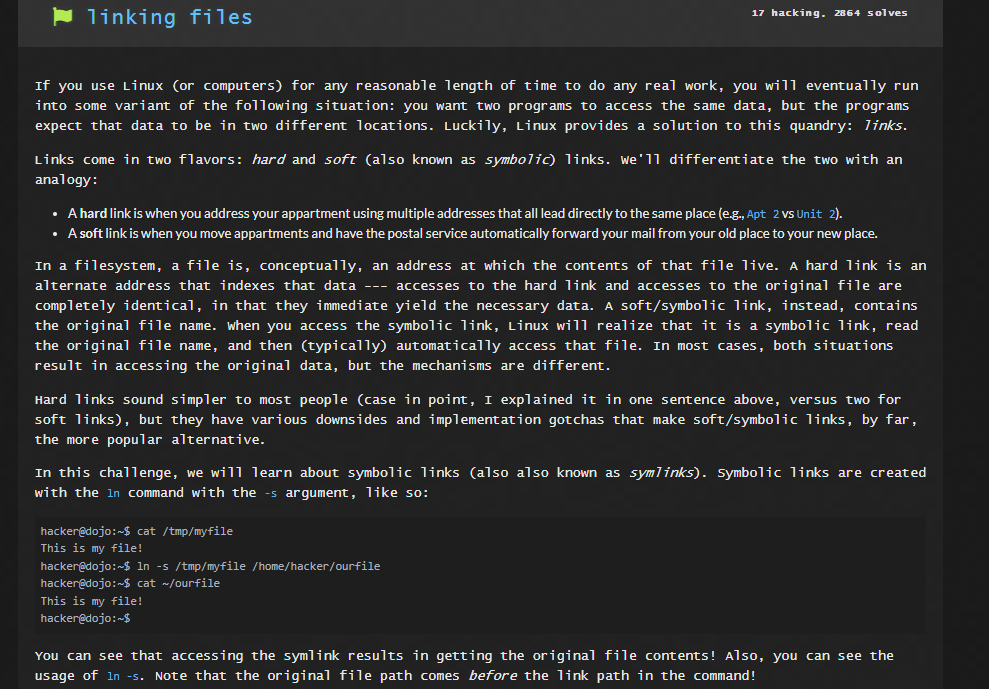 linking files
17 hacking, 2864 solves
If you use Linux (or computers) for any reasonable length of time to do any real work, you will eventually run
into some variant of the following situation: you want two programs to access the same data, but the programs
expect that data to be in two different locations. Luckily, Linux provides a solution to this quandry: links.
Links come in two flavors: hard and soft (also known as symbolic) links. We'll differentiate the two with an
analogy:
• A hard link is when you address your appartment using multiple addresses that all lead directly to the same place (e.g., Apt 2 vs Unit 2).
• A soft link is when you move appartments and have the postal service automatically forward your mail from your old place to your new place.
In a filesystem, a file is, conceptually, an address at which the contents of that file live. A hard link is an
alternate address that indexes that data --- accesses to the hard link and accesses to the original file are
completely identical, in that they immediate yield the necessary data. A soft/symbolic link, instead, contains
the original file name. When you access the symbolic link, Linux will realize that it is a symbolic link, read
the original file name, and then (typically) automatically access that file. In most cases, both situations
result in accessing the original data, but the mechanisms are different.
Hard links sound simpler to most people (case in point, I explained it in one sentence above, versus two for
soft links), but they have various downsides and implementation gotchas that make soft/symbolic links, by far,
the more popular alternative.
In this challenge, we will learn about symbolic links (also also known as symlinks). Symbolic links are created
with the ln command with the -s argument, like so:
hacker@dojo:~$ cat /tmp/myfile
This is my file!
hacker@dojo:~$ ln -s /tmp/myfile /home/hacker/ourfile
hacker@dojo:~$ cat ~/ourfile
This is my file!
hacker@dojo:~$
You can see that accessing the symlink results in getting the original file contents! Also, you can see the
usage of ln -s. Note that the original file path comes before the link path in the command!